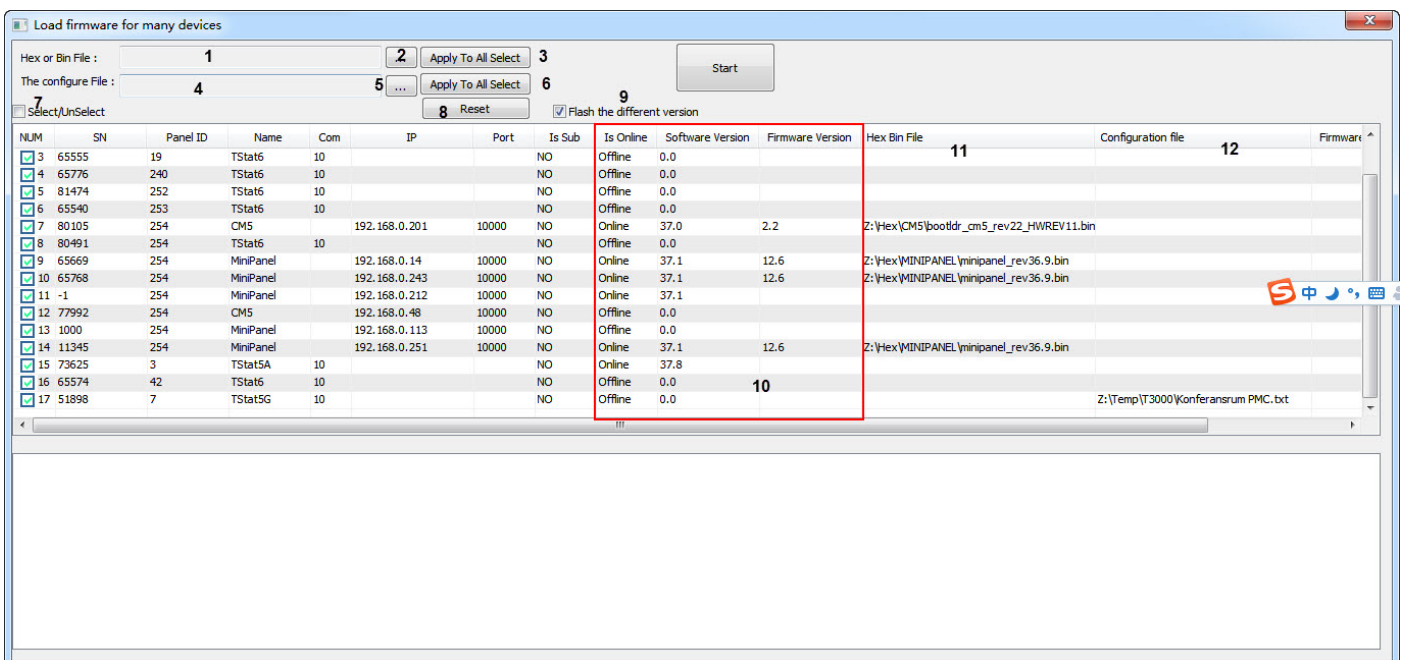 Load firmware for many devices
Hex or Bin File : 1 .2 Apply To All Select 3 Start
The configure File : 4 5 ... Apply To All Select 6
7 Select/UnSelect 8 Reset 9 Flash the different version
NUM SN Panel ID Name Com IP Port Is Sub Is Online Software Version Firmware Version Hex Bin File 11 Configuration file 12 Firmware
3 65555 19 TStat6 10 NO Offline 0.0
4 65776 240 TStat6 10 NO Offline 0.0
5 81474 252 TStat6 10 NO Offline 0.0
6 65540 253 TStat6 10 NO Offline 0.0
7 80105 254 CM5 192.168.0.201 10000 NO Online 37.0 2.2 Z:\Hex\CM5\bootldr_cm5_rev22_HWREV11.bin
8 80491 254 TStat6 10 NO Offline 0.0
9 65669 254 MiniPanel 192.168.0.14 10000 NO Online 37.1 12.6 Z:\Hex\MINIPANEL\minipanel_rev36.9.bin
10 65768 254 MiniPanel 192.168.0.243 10000 NO Online 37.1 12.6 Z:\Hex\MINIPANEL\minipanel_rev36.9.bin
11 -1 254 MiniPanel 192.168.0.212 10000 NO Online 37.1
12 77992 254 CM5 192.168.0.48 10000 NO Offline 0.0
13 1000 254 MiniPanel 192.168.0.113 10000 NO Offline 0.0
14 11345 254 MiniPanel 192.168.0.251 10000 NO Online 37.1 12.6 Z:\Hex\MINIPANEL\minipanel_rev36.9.bin
15 73625 3 TStat5A 10 NO Online 37.8
16 65574 42 TStat6 10 NO Offline 0.0 10
17 51898 7 TStat5G 10 NO Offline 0.0 Z:\Temp\T3000\Konferansrum PMC.txt
S 中